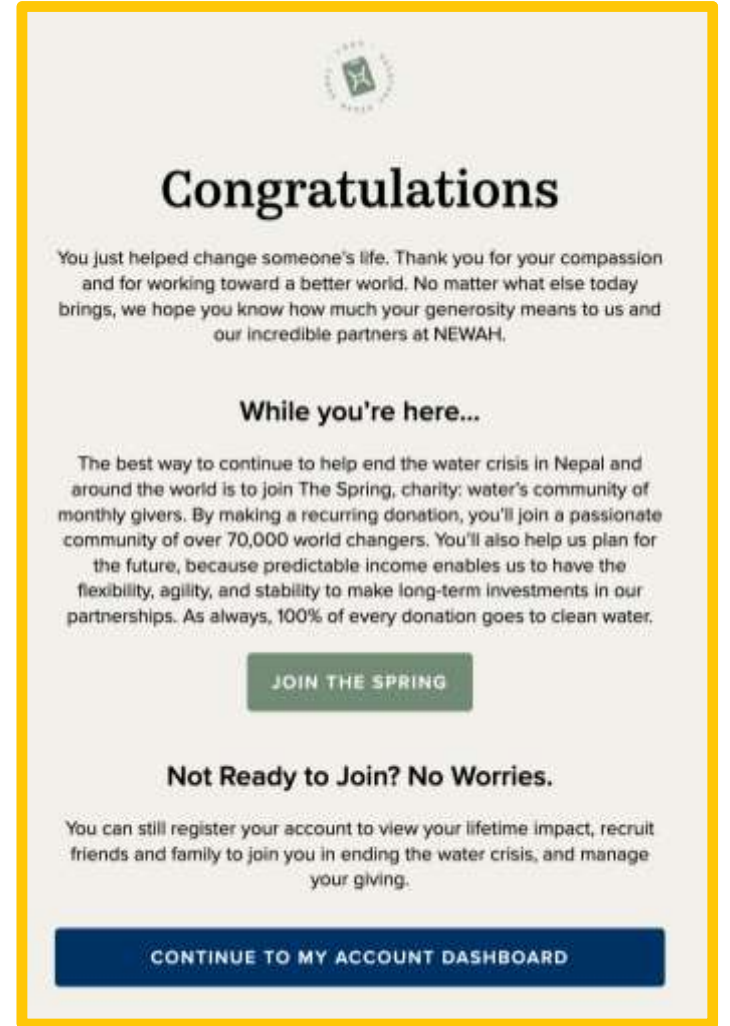 Congratulations
You just helped change someone's life. Thank you for your compassion
and for working toward a better world. No matter what else today
brings, we hope you know how much your generosity means to us and
our incredible partners at NEWAH.
While you're here...
The best way to continue to help end the water crisis in Nepal and
around the world is to join The Spring, charity: water's community of
monthly givers. By making a recurring donation, you'll join a passionate
community of over 70,000 world changers. You'll also help us plan for
the future, because predictable income enables us to have the
flexibility, agility, and stability to make long-term investments in our
partnerships. As always, 100% of every donation goes to clean water.
JOIN THE SPRING
Not Ready to Join? No Worries.
You can still register your account to view your lifetime impact, recruit
friends and family to join you in ending the water crisis, and manage
your giving.
CONTINUE TO MY ACCOUNT DASHBOARD